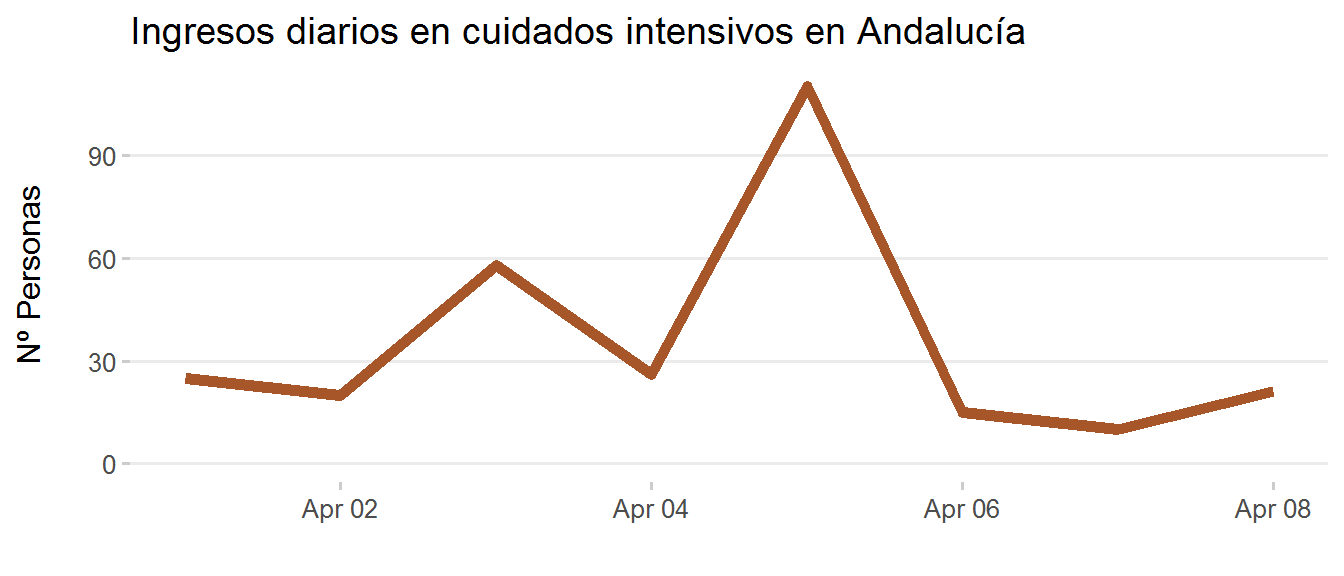 Ingresos diarios en cuidados intensivos en Andalucía
Nº Personas
90
60
30
0
Apr 02
Apr 04
Apr 06
Apr 08